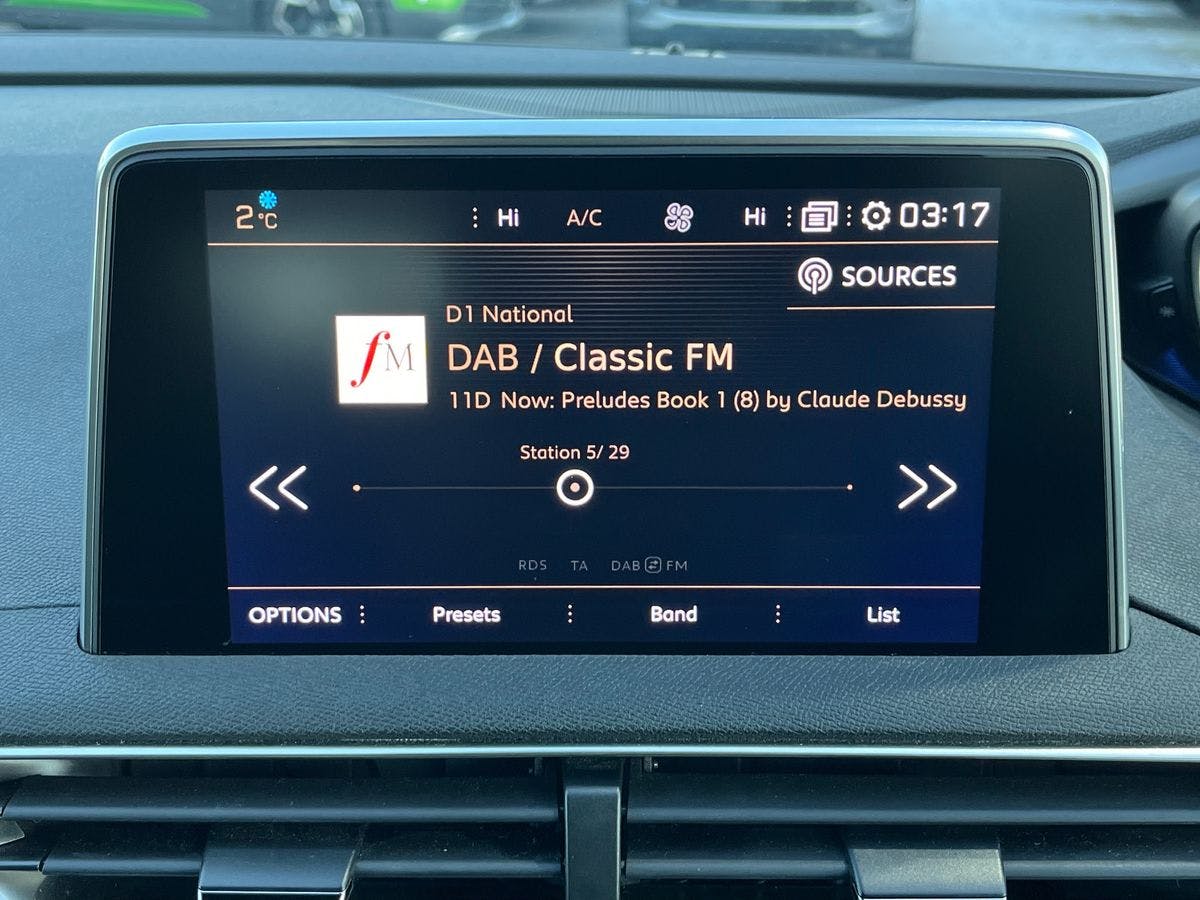 2°C Hi A/C Hi 03:17
SOURCES
D1 National
fM
DAB / Classic FM
11D Now: Preludes Book 1 (8) by Claude Debussy
Station 5/ 29
RDS TA DAB FM
OPTIONS Presets Band List